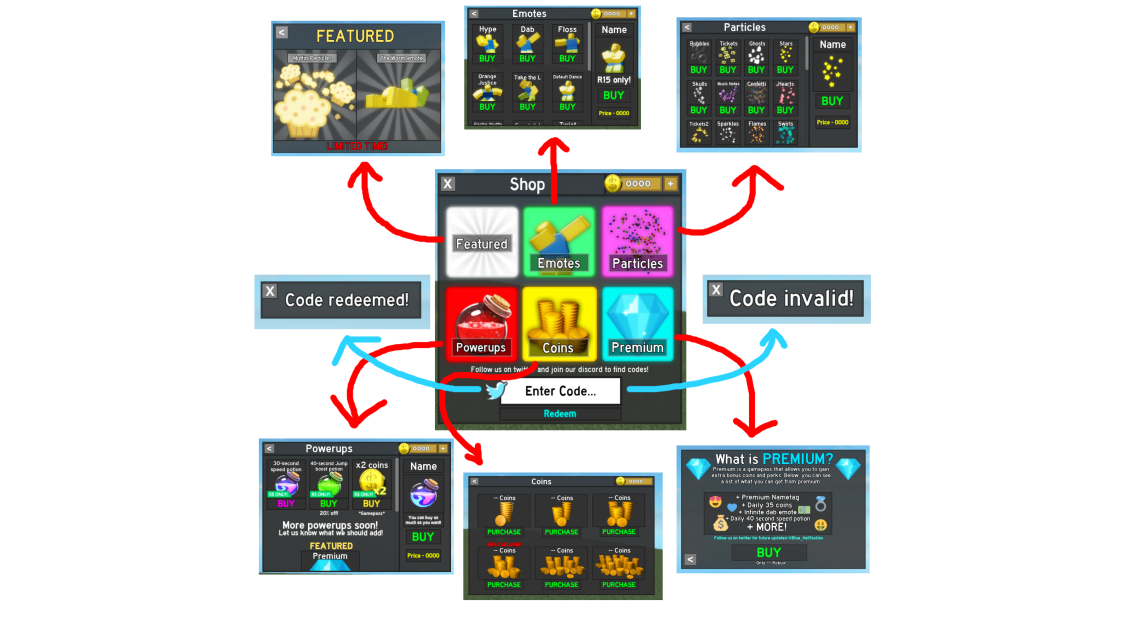 FEATURED
Muffin Particles
The Worm emote
LIMITED TIME!
Emotes
0000
Hype
Dab
Floss
BUY
BUY
BUY
Orange Justice
Take the L
Default Dance
BUY
BUY
BUY
Name
R15 only!
BUY
Price - 0000
Particles
0000
Bubbles
Tickets
Ghosts
Stars
BUY
BUY
BUY
BUY
Skulls
Music Notes
Confetti
Hearts
BUY
BUY
BUY
BUY
Tickets2
Sparkles
Flames
Swirls
Name
BUY
Price - 0000
X
Shop
0000
+
Featured
Emotes
Particles
Powerups
Coins
Premium
Follow us on twitter and join our discord to find codes!
Enter Code...
Redeem
X
Code redeemed!
X
Code invalid!
Powerups
0000
30-second speed potion
40-second Jump boost potion
x2 coins
RE ONLY!
RE ONLY!
x2
BUY
BUY
BUY
20% off!
*Gamepass*
More powerups soon!
Let us know what we should add!
FEATURED
Premium
Name
You can buy as much as you want!
BUY
Price - 0000
Coins
0000
-- Coins
-- Coins
-- Coins
PURCHASE
PURCHASE
PURCHASE
-- Coins
-- Coins
-- Coins
PURCHASE
PURCHASE
PURCHASE
What is PREMIUM?
Premium is a gamepass that allows you to gain
extra bonus coins and perks. Below, you can see
a list of what you can get from premium.
+ Premium Nametag
+ Daily 35 coins
+ Infinite dab emote
+ Daily 40 second speed potion
+ MORE!
BUY
Only -- Robux!